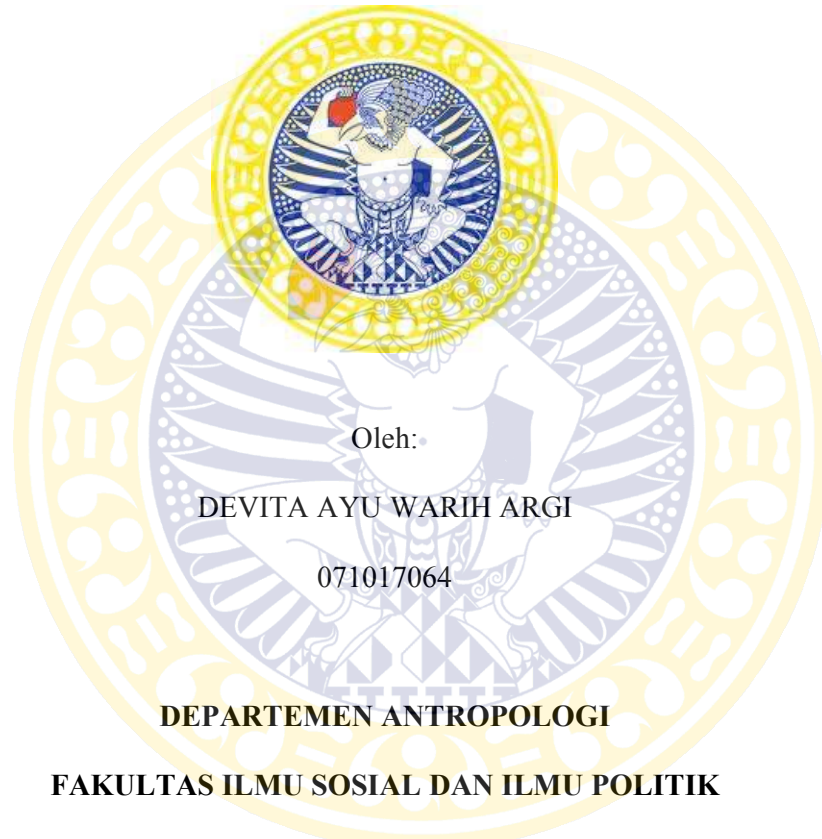 Oleh:
DEVITA AYU WARIH ARGI
071017064
DEPARTEMEN ANTROPOLOGI
FAKULTAS ILMU SOSIAL DAN ILMU POLITIK